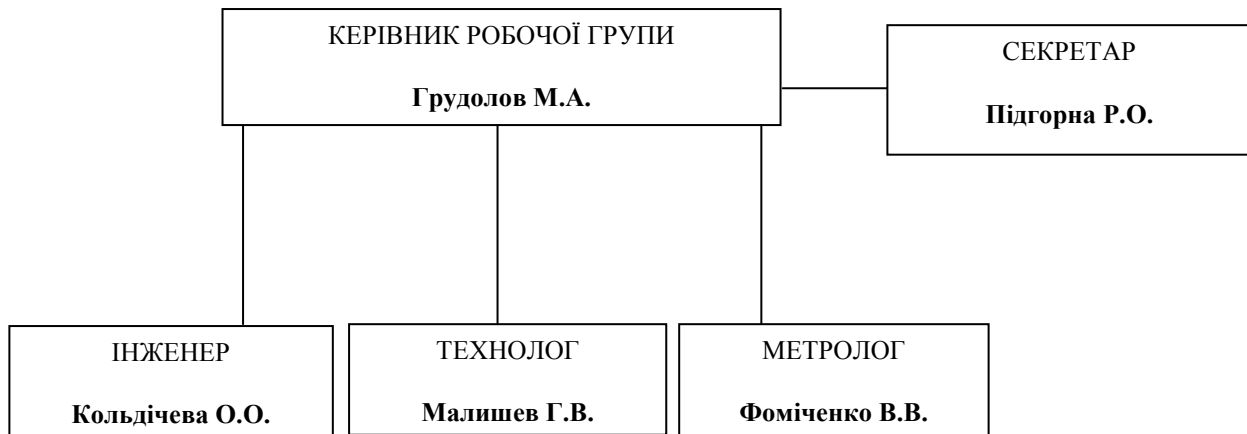 КЕРІВНИК РОБОЧОЇ ГРУПИ
Грудолов М.А.
СЕКРЕТАР
Підгорна Р.О.
ІНЖЕНЕР
Кольдічева О.О.
ТЕХНОЛОГ
Малишев Г.В.
МЕТРОЛОГ
Фоміченко В.В.